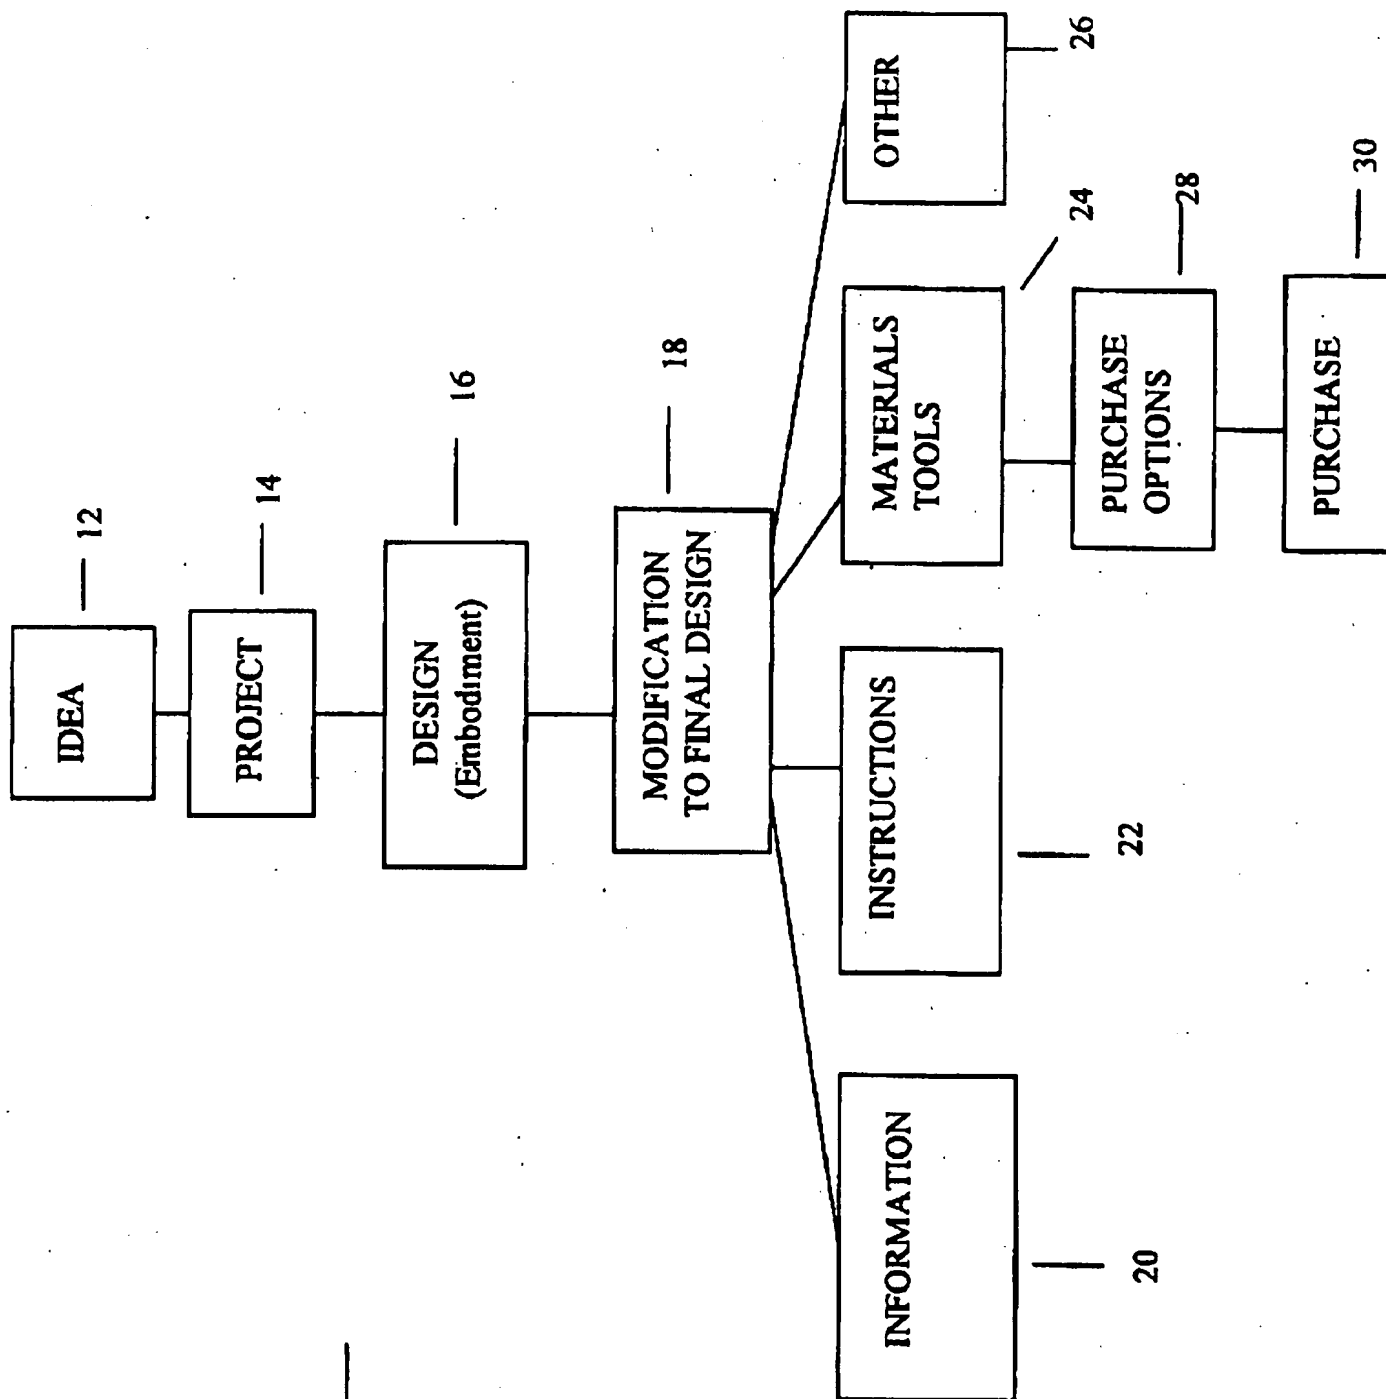 IDEA
12
PROJECT
14
DESIGN
(Embodiment)
16
MODIFICATION
TO FINAL DESIGN
18
INFORMATION
20
INSTRUCTIONS
22
MATERIALS
TOOLS
24
OTHER
26
PURCHASE
OPTIONS
28
PURCHASE
30